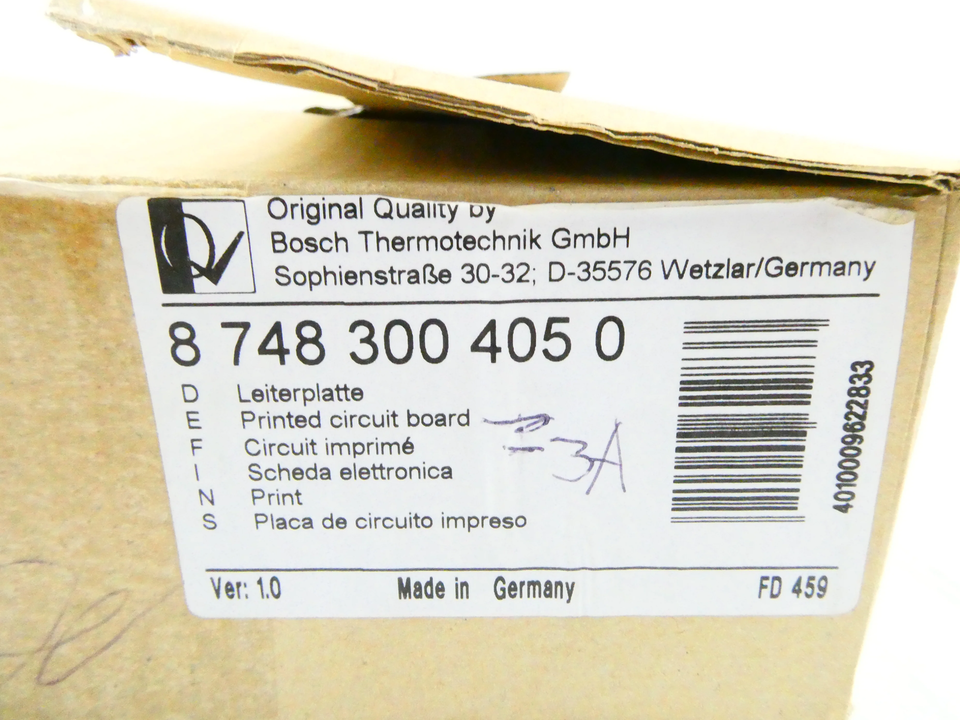 Original Quality by
Bosch Thermotechnik GmbH
Sophienstraße 30-32; D-35576 Wetzlar/Germany
8 748 300 405 0
D Leiterplatte
E Printed circuit board
F Circuit imprimé
I Scheda elettronica
N Print
S Placa de circuito impreso
3A
4010009622833
Ver: 1.0 Made in Germany FD 459